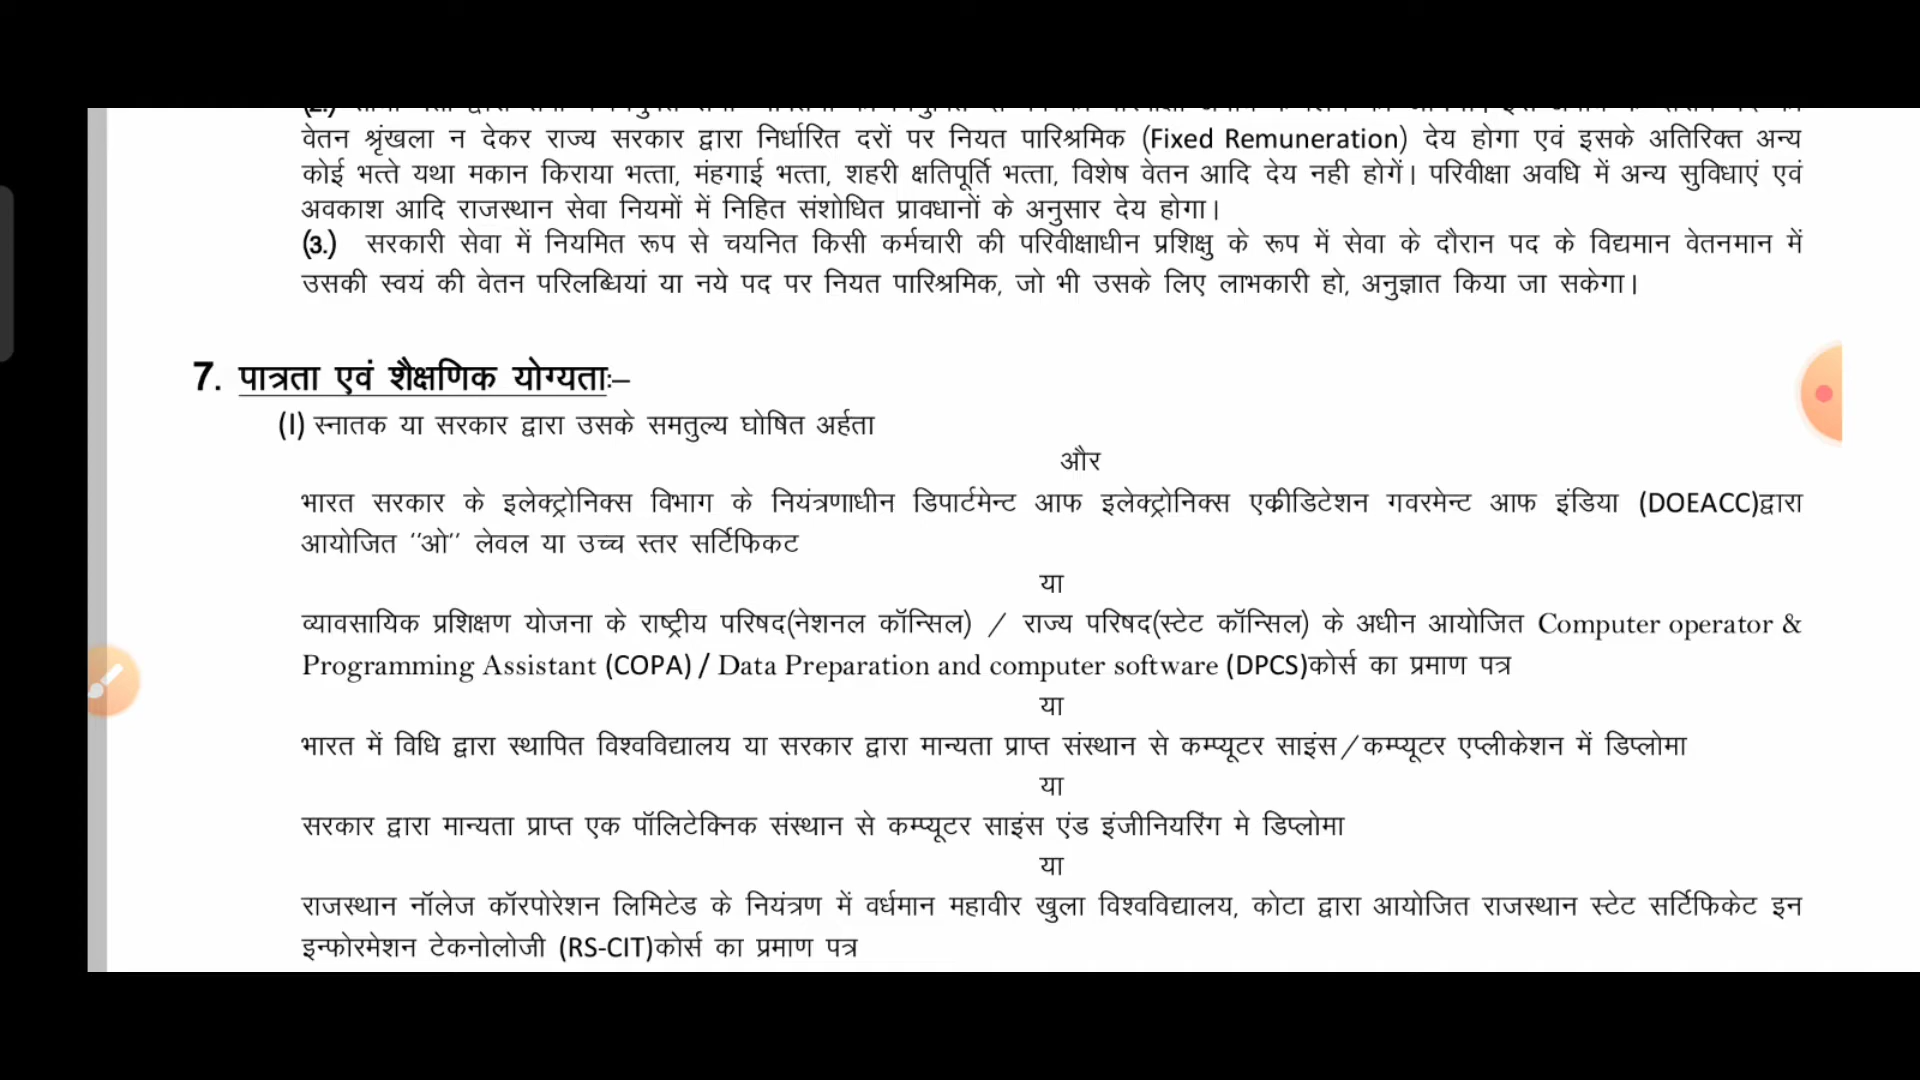 वेतन श्रृंखला न देकर राज्य सरकार द्वारा निर्धारित दरों पर नियत पारिश्रमिक (Fixed Remuneration) देय होगा एवं इसके अतिरिक्त अन्य
कोई भत्ते यथा मकान किराया भत्ता, मंहगाई भत्ता, शहरी क्षतिपूर्ति भत्ता, विशेष वेतन आदि देय नही होगें। परिवीक्षा अवधि में अन्य सुविधाएं एवं
अवकाश आदि राजस्थान सेवा नियमों में निहित संशोधित प्रावधानों के अनुसार देय होगा।
(3.) सरकारी सेवा में नियमित रूप से चयनित किसी कर्मचारी की परिवीक्षाधीन प्रशिक्षु के रूप में सेवा के दौरान पद के विद्यमान वेतनमान में
उसकी स्वयं की वेतन परिलब्धियां या नये पद पर नियत पारिश्रमिक, जो भी उसके लिए लाभकारी हो, अनुज्ञात किया जा सकेगा।
7. पात्रता एवं शैक्षणिक योग्यताः–
(I) स्नातक या सरकार द्वारा उसके समतुल्य घोषित अर्हता
और
भारत सरकार के इलेक्ट्रोनिक्स विभाग के नियंत्रणाधीन डिपार्टमेन्ट आफ इलेक्ट्रोनिक्स एक्रीडिटेशन गवरमेन्ट आफ इंडिया (DOEACC)द्वारा
आयोजित ''ओ'' लेवल या उच्च स्तर सर्टिफिकट
या
व्यावसायिक प्रशिक्षण योजना के राष्ट्रीय परिषद(नेशनल कॉन्सिल) / राज्य परिषद(स्टेट कॉन्सिल) के अधीन आयोजित Computer operator &
Programming Assistant (COPA) / Data Preparation and computer software (DPCS)कोर्स का प्रमाण पत्र
या
भारत में विधि द्वारा स्थापित विश्वविद्यालय या सरकार द्वारा मान्यता प्राप्त संस्थान से कम्प्यूटर साइंस/कम्प्यूटर एप्लीकेशन में डिप्लोमा
या
सरकार द्वारा मान्यता प्राप्त एक पॉलिटेक्निक संस्थान से कम्प्यूटर साइंस एंड इंजीनियरिंग मे डिप्लोमा
या
राजस्थान नॉलेज कॉरपोरेशन लिमिटेड के नियंत्रण में वर्धमान महावीर खुला विश्वविद्यालय, कोटा द्वारा आयोजित राजस्थान स्टेट सर्टिफिकेट इन
इन्फोरमेशन टेकनोलोजी (RS-CIT)कोर्स का प्रमाण पत्र